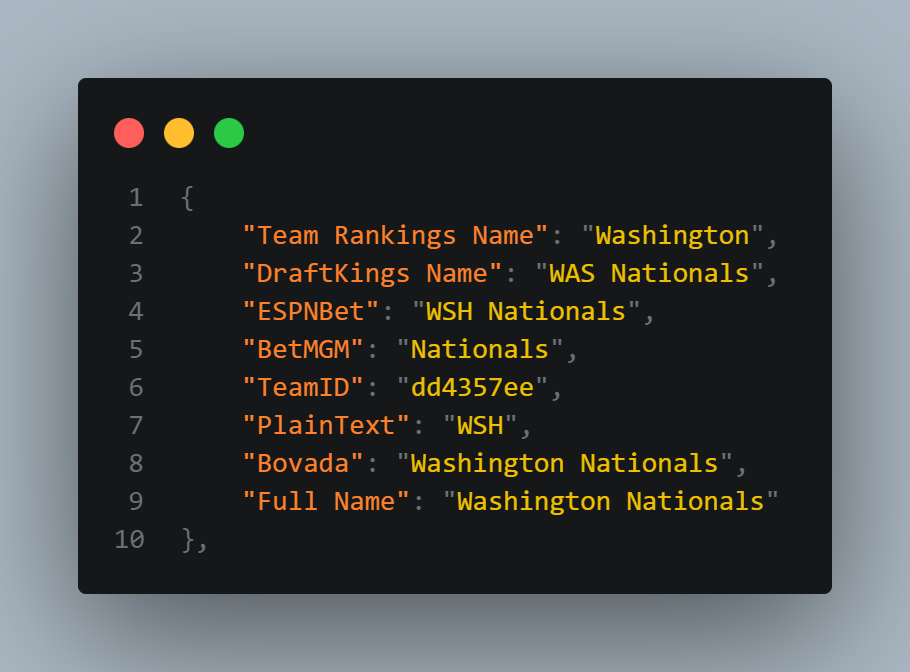 1 {
2     "Team Rankings Name": "Washington",
3     "DraftKings Name": "WAS Nationals",
4     "ESPNBet": "WSH Nationals",
5     "BetMGM": "Nationals",
6     "TeamID": "dd4357ee",
7     "PlainText": "WSH",
8     "Bovada": "Washington Nationals",
9     "Full Name": "Washington Nationals"
10 },